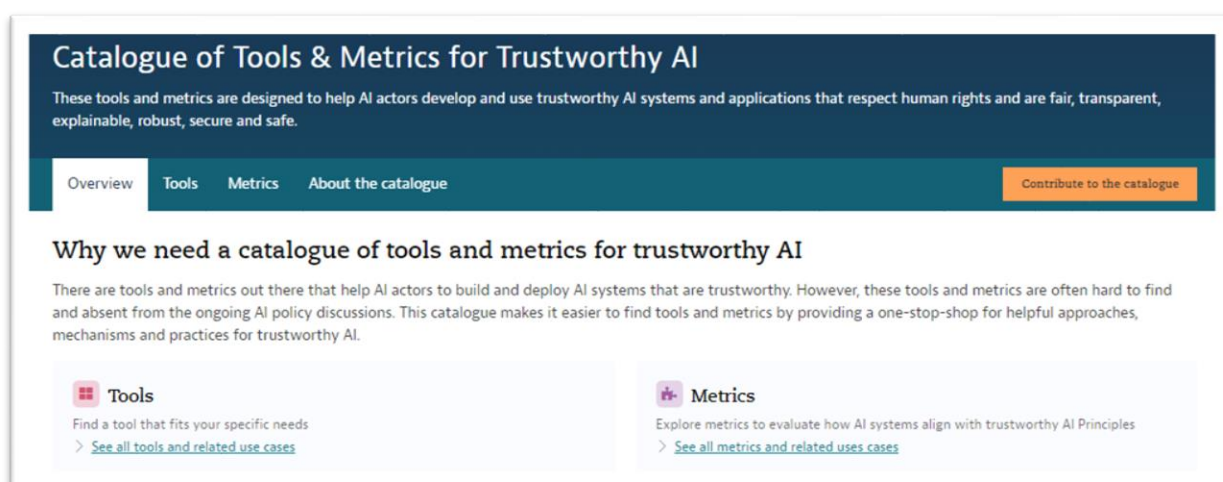 Catalogue of Tools & Metrics for Trustworthy AI
These tools and metrics are designed to help AI actors develop and use trustworthy AI systems and applications that respect human rights and are fair, transparent,
explainable, robust, secure and safe.
Overview Tools Metrics About the catalogue Contribute to the catalogue
Why we need a catalogue of tools and metrics for trustworthy AI
There are tools and metrics out there that help AI actors to build and deploy AI systems that are trustworthy. However, these tools and metrics are often hard to find
and absent from the ongoing AI policy discussions. This catalogue makes it easier to find tools and metrics by providing a one-stop-shop for helpful approaches,
mechanisms and practices for trustworthy AI.
Tools
Find a tool that fits your specific needs
See all tools and related use cases
Metrics
Explore metrics to evaluate how AI systems align with trustworthy AI Principles
See all metrics and related uses cases